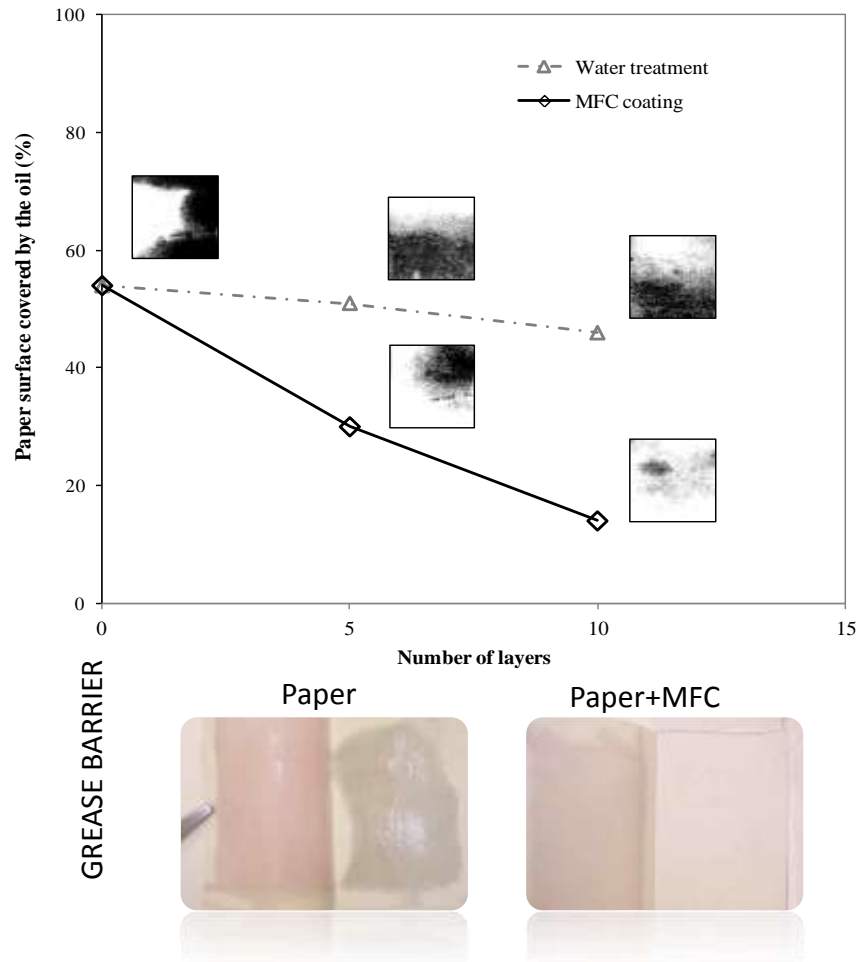 100
80
60
40
20
0
Paper surface covered by the oil (%)
Water treatment
MFC coating
0 5 10 15
Number of layers
GREASE BARRIER
Paper Paper+MFC